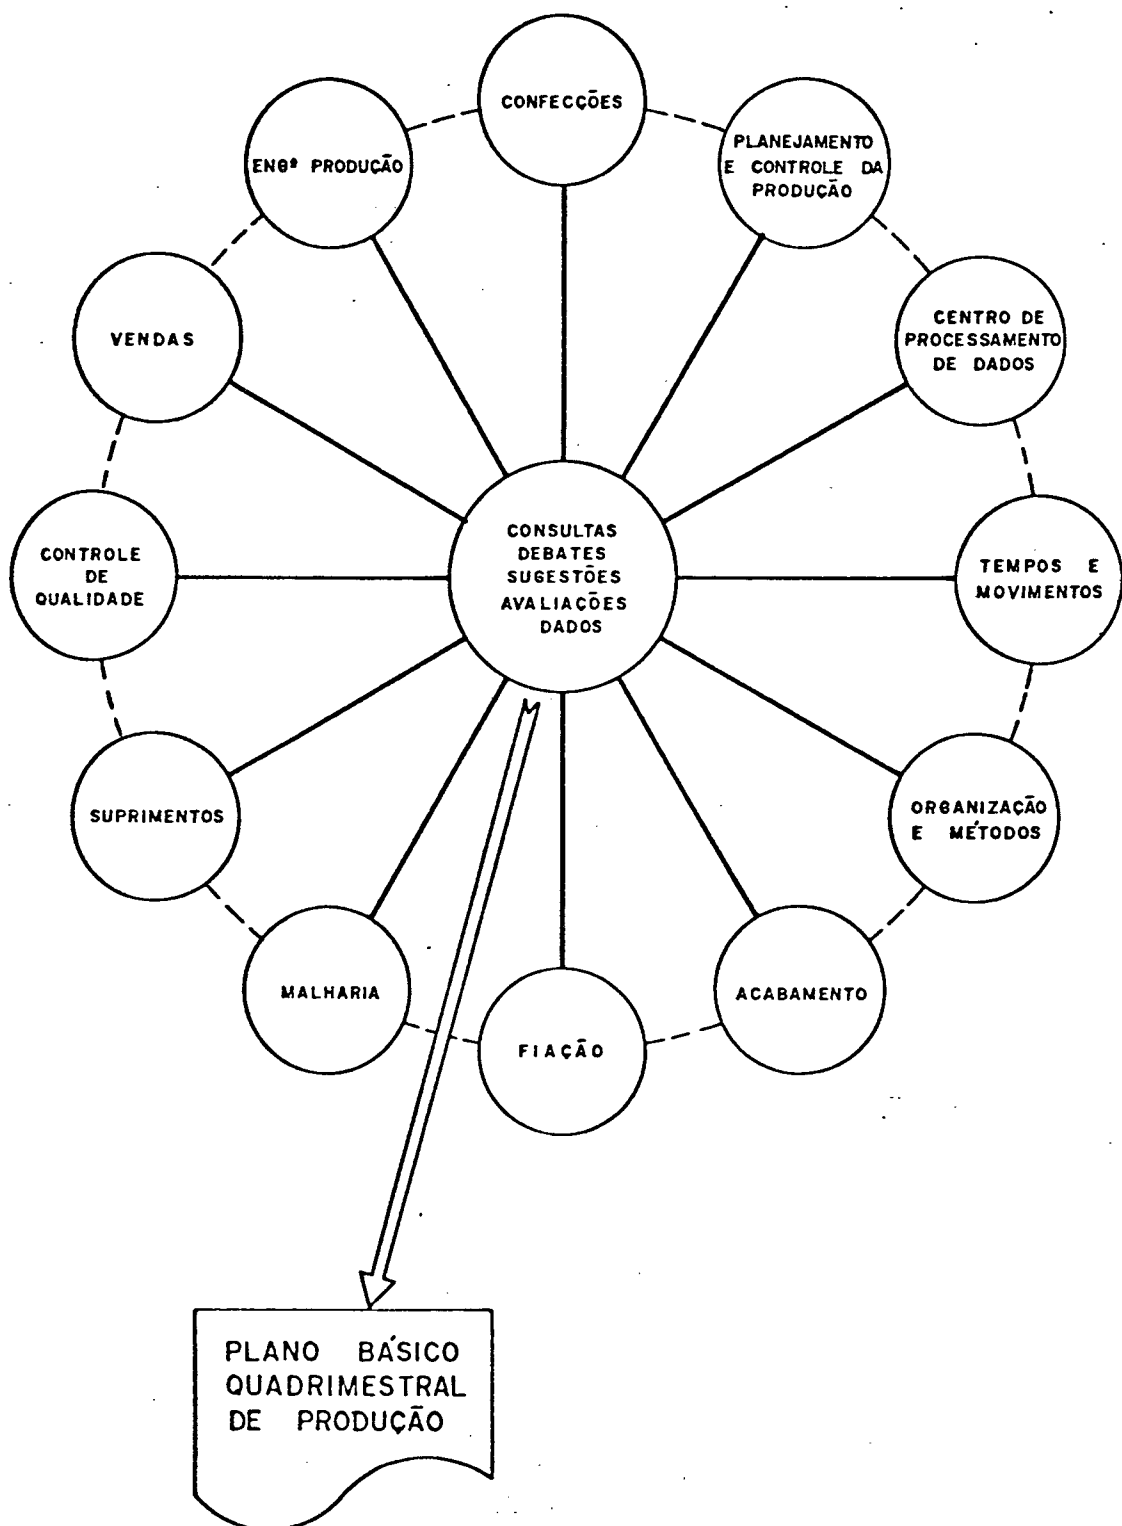 CONFECÇÕES
PLANEJAMENTO
E CONTROLE DA
PRODUÇÃO
ENGª PRODUÇÃO
CENTRO DE
PROCESSAMENTO
DE DADOS
VENDAS
CONSULTAS
DEBATES
SUGESTÕES
AVALIAÇÕES
DADOS
CONTROLE
DE
QUALIDADE
TEMPOS E
MOVIMENTOS
SUPRIMENTOS
ORGANIZAÇÃO
E MÉTODOS
MALHARIA
ACABAMENTO
FIAÇÃO
PLANO BÁSICO
QUADRIMESTRAL
DE PRODUÇÃO